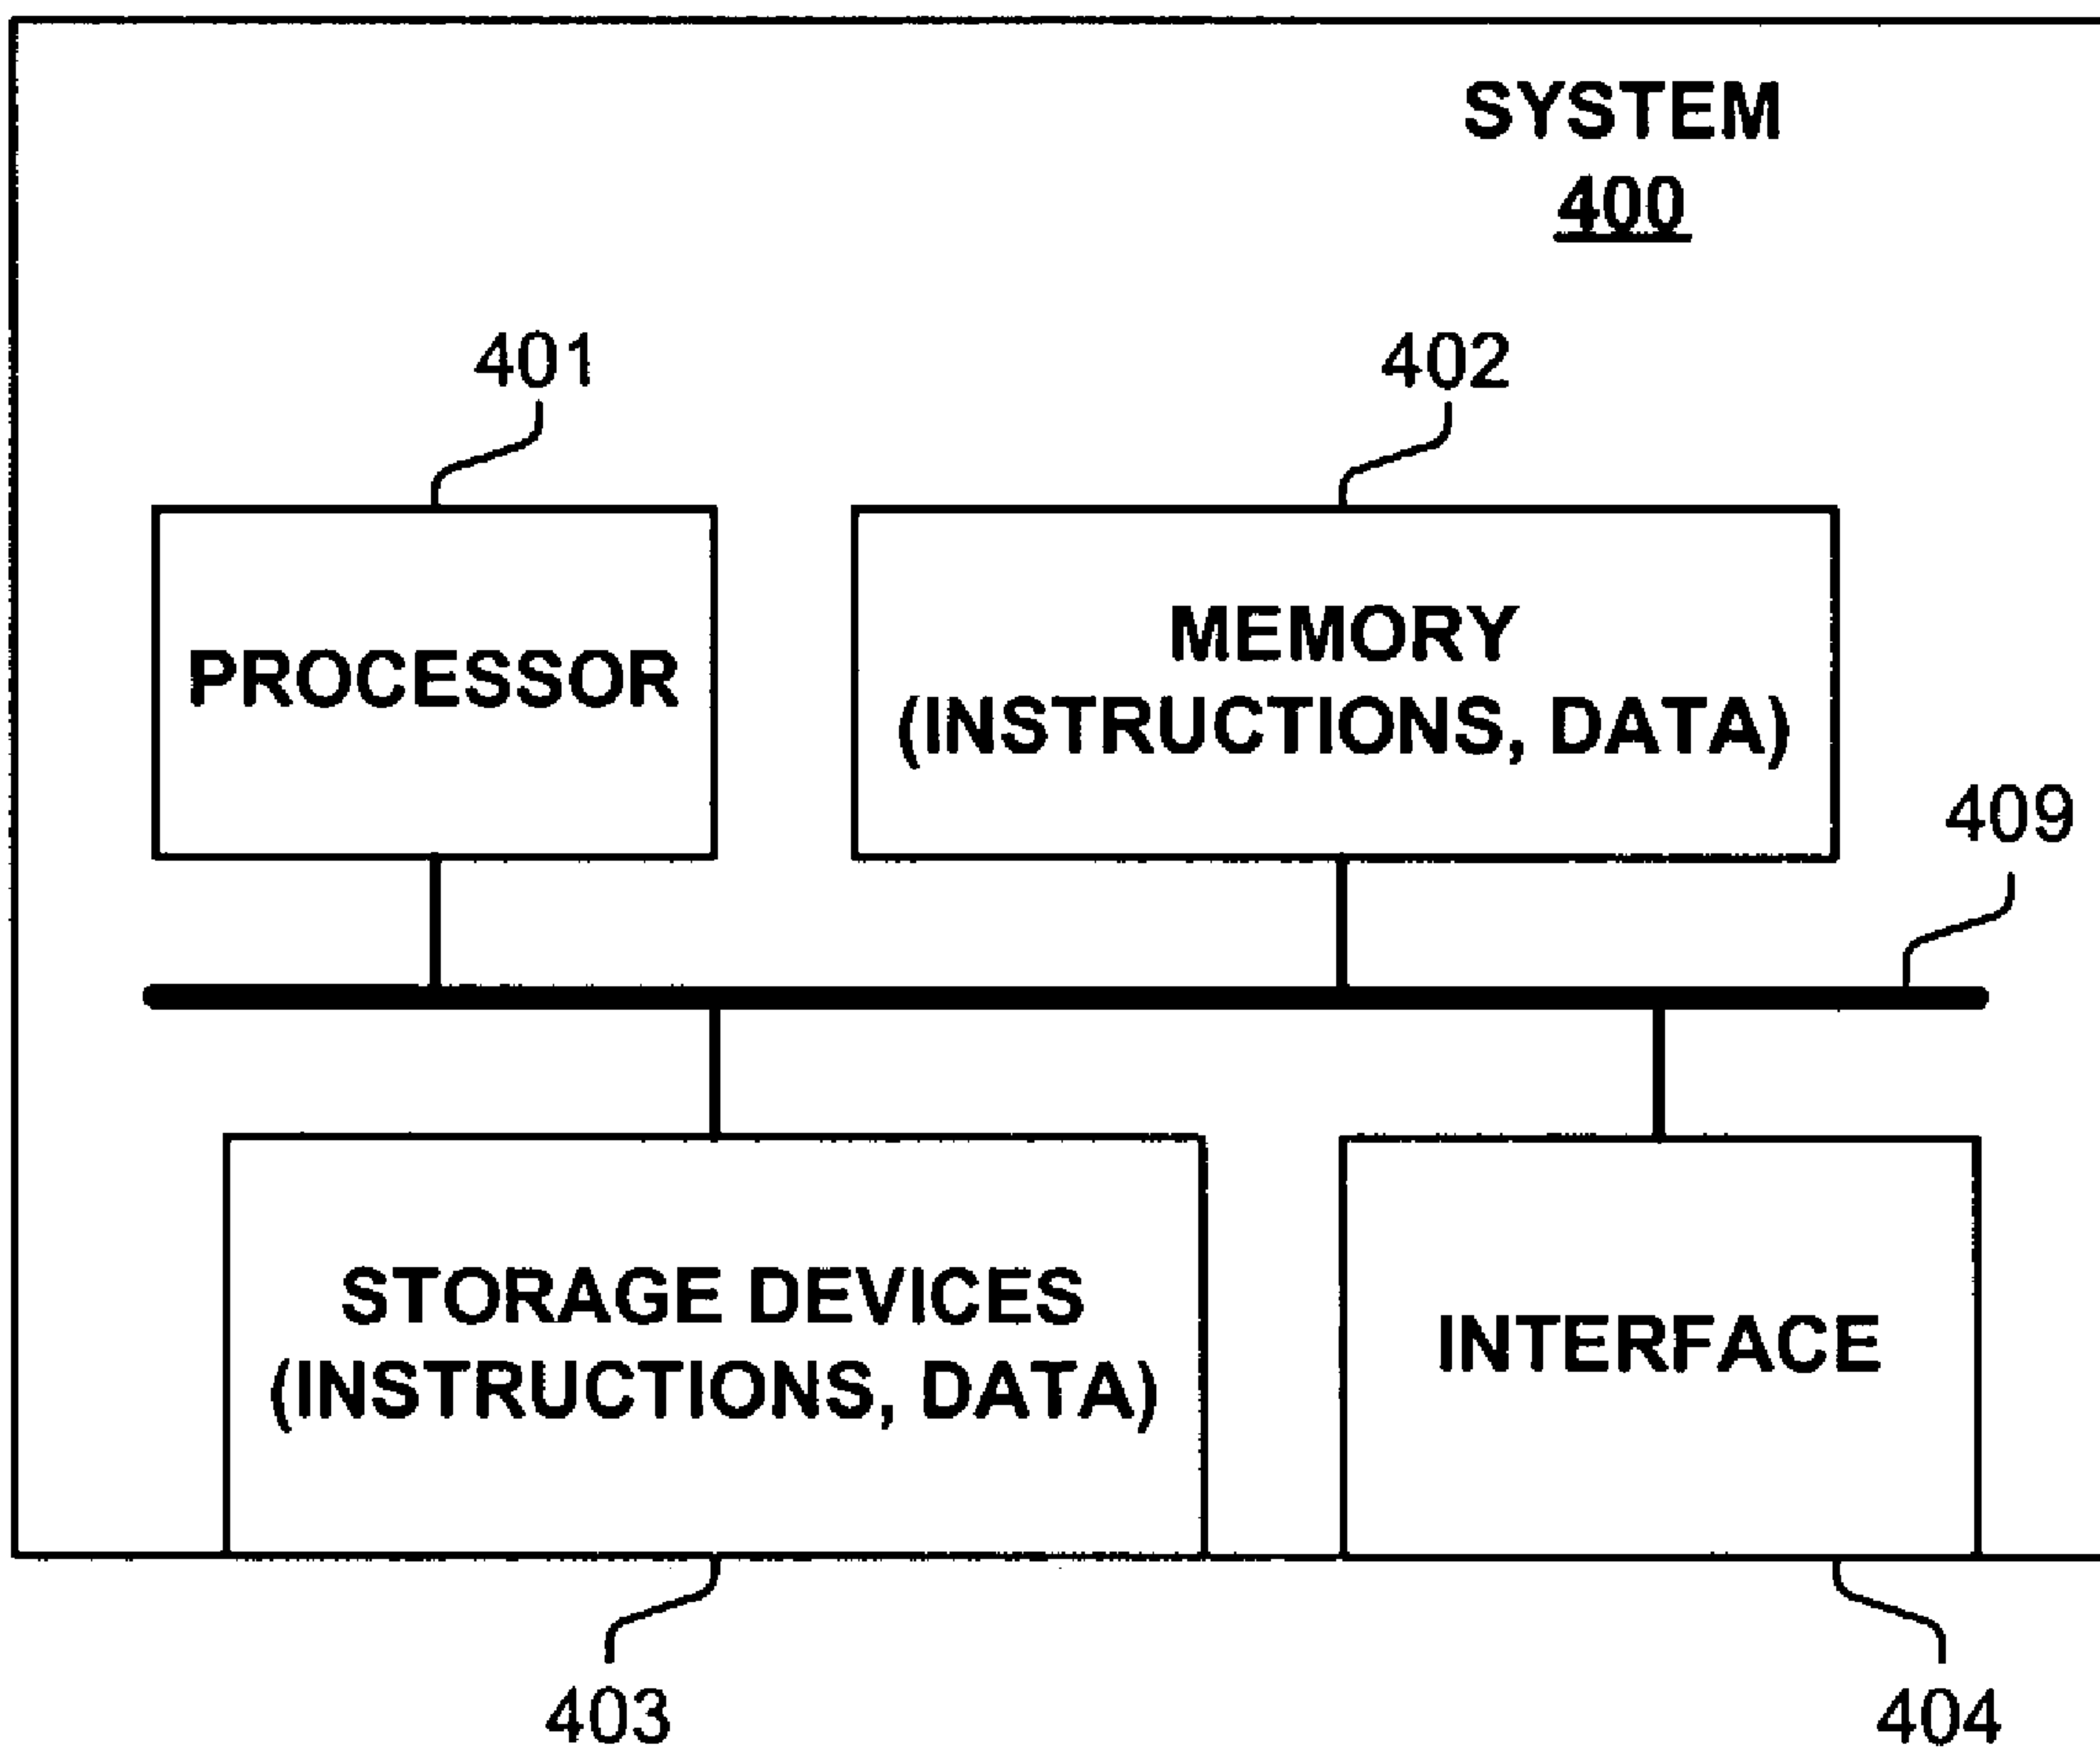 SYSTEM
400
401
402
PROCESSOR
MEMORY
(INSTRUCTIONS, DATA)
409
STORAGE DEVICES
(INSTRUCTIONS, DATA)
INTERFACE
403
404